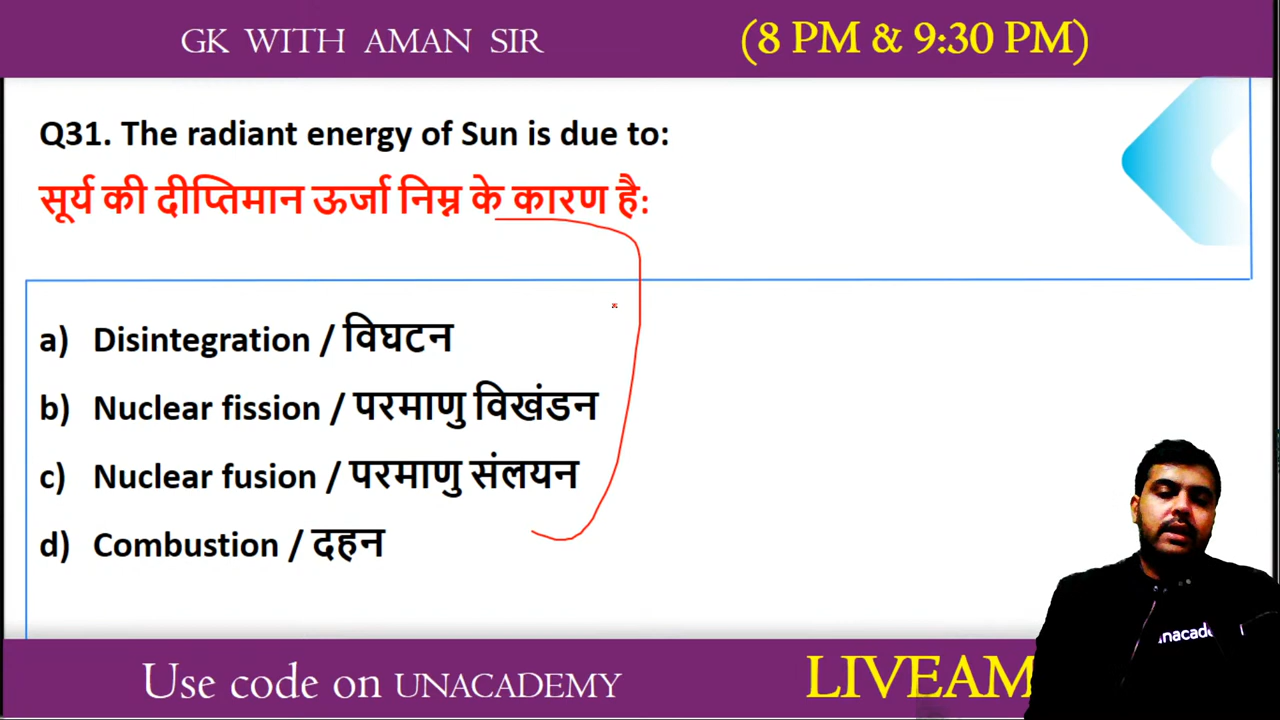 GK WITH AMAN SIR (8 PM & 9:30 PM)
Q31. The radiant energy of Sun is due to:
सूर्य की दीप्तिमान ऊर्जा निम्न के कारण है:
a) Disintegration / विघटन
b) Nuclear fission / परमाणु विखंडन
c) Nuclear fusion / परमाणु संलयन
d) Combustion / दहन
unacade
Use code on UNACADEMY LIVEAM